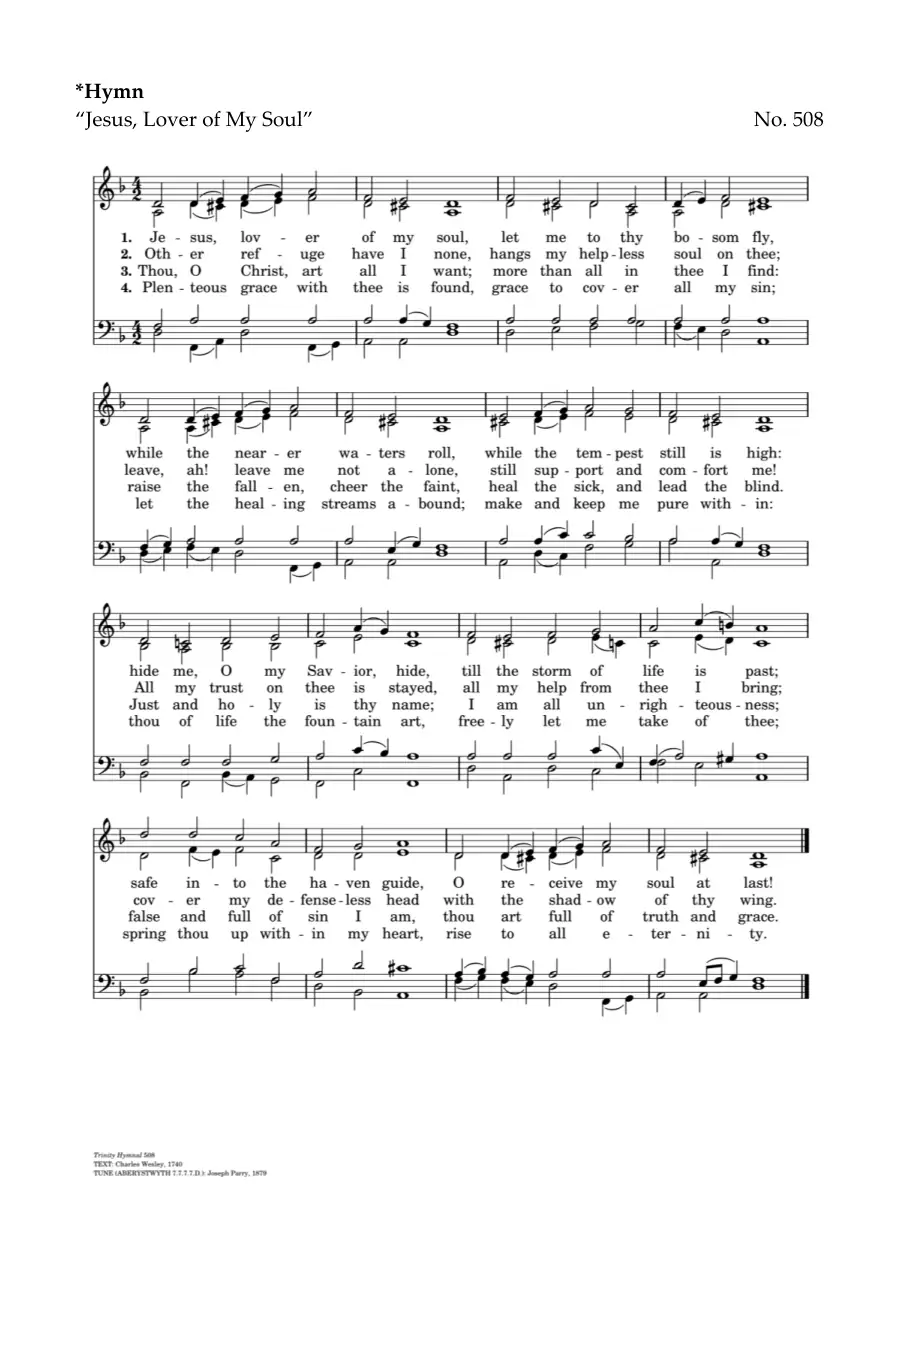 *Hymn
“Jesus, Lover of My Soul” No. 508
1. Je - sus, lov - er of my soul, let me to thy bo - som fly,
2. Oth - er ref - uge have I none, hangs my help - less soul on thee;
3. Thou, O Christ, art all I want; more than all in thee I find:
4. Plen - teous grace with thee is found, grace to cov - er all my sin;
while the near - er wa - ters roll, while the tem - pest still is high:
leave, ah! leave me not a - lone, still sup - port and com - fort me!
raise the fall - en, cheer the faint, heal the sick, and lead the blind.
let the heal - ing streams a - bound; make and keep me pure with - in:
hide me, O my Sav - ior, hide, till the storm of life is past;
All my trust on thee is stayed, all my help from thee I bring;
Just and ho - ly is thy name; I am all un - righ - teous - ness;
thou of life the foun - tain art, free - ly let me take of thee;
safe in - to the ha - ven guide, O re - ceive my soul at last!
cov - er my de - fense - less head with the shad - ow of thy wing.
false and full of sin I am, thou art full of truth and grace.
spring thou up with - in my heart, rise to all e - ter - ni - ty.
Trinity Hymnal 508
TEXT: Charles Wesley, 1740
TUNE (ABERYSTWYTH 7.7.7.7.D.): Joseph Parry, 1879